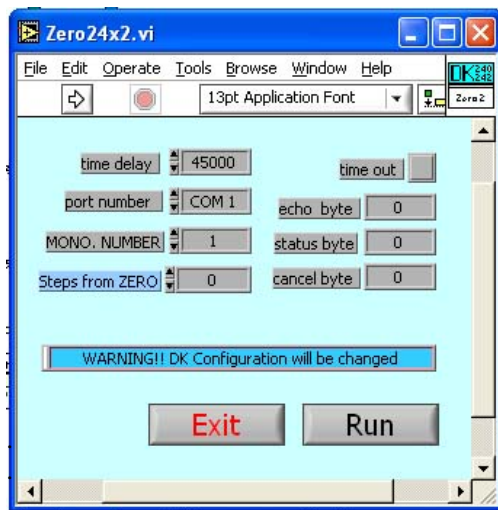 Zero24x2.vi
File Edit Operate Tools Browse Window Help
DK 240
242
13pt Application Font
Zero2
time delay 45000
time out
port number COM 1
echo byte 0
MONO. NUMBER 1
status byte 0
Steps from ZERO 0
cancel byte 0
WARNING!! DK Configuration will be changed
Exit Run